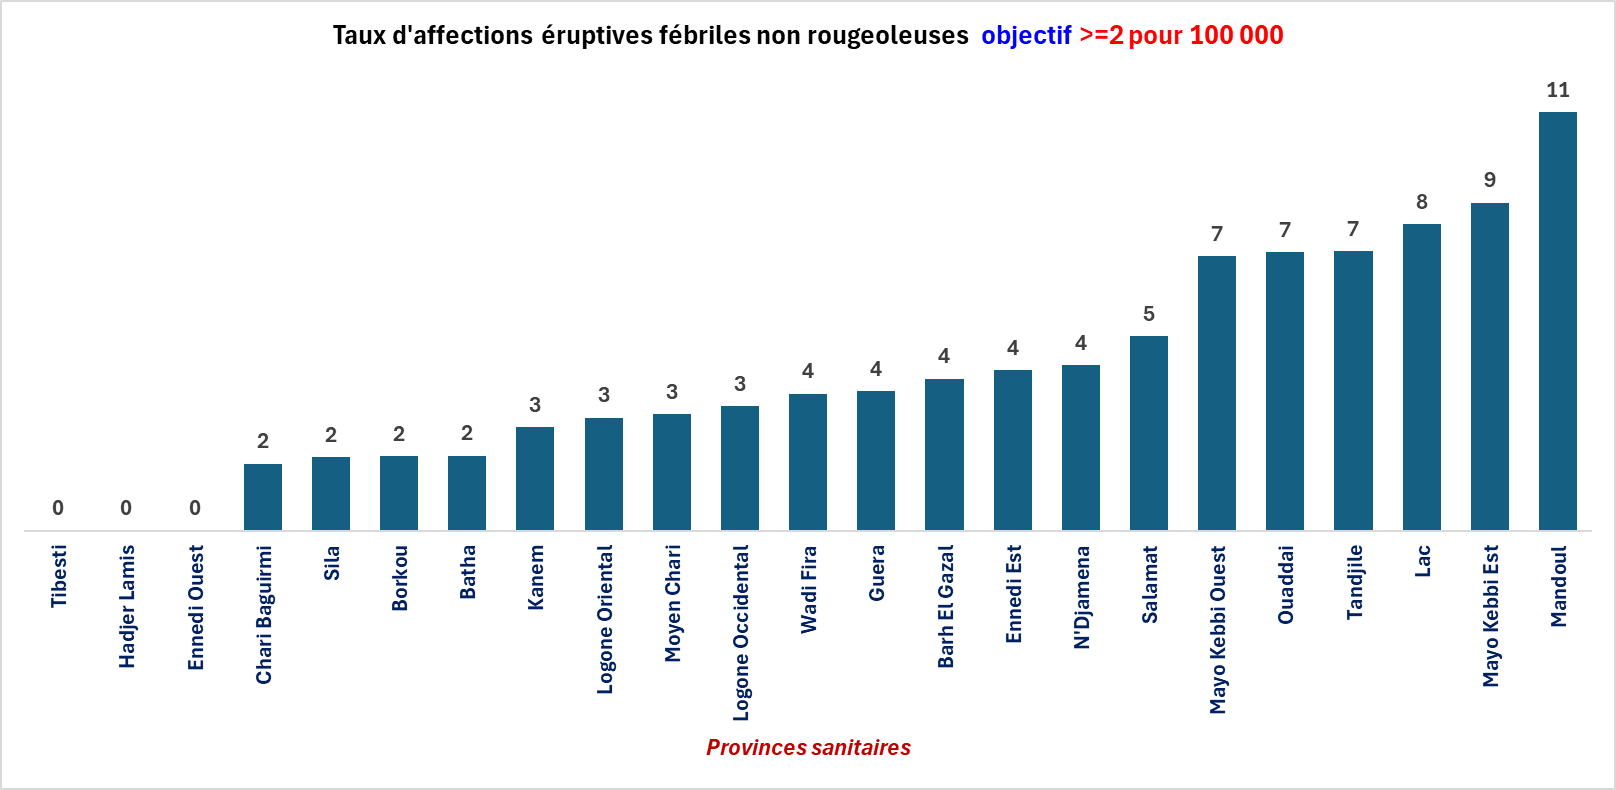 Taux d'affections éruptives fébriles non rougeoleuses objectif >=2 pour 100 000
11
9
8
7
7
7
5
4
4
4
4
4
3
3
3
3
2
2
2
2
0
0
0
Tibesti
Hadjer Lamis
Ennedi Ouest
Chari Baguirmi
Sila
Borkou
Batha
Kanem
Logone Oriental
Moyen Chari
Logone Occidental
Wadi Fira
Guera
Barh El Gazal
Ennedi Est
N'Djamena
Salamat
Mayo Kebbi Ouest
Ouaddai
Tandjile
Lac
Mayo Kebbi Est
Mandoul
Provinces sanitaires